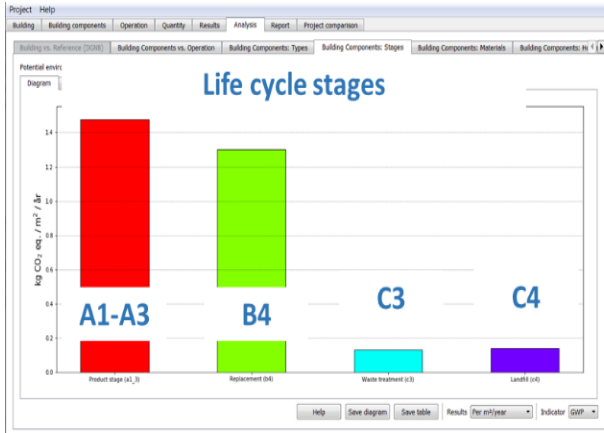 Project Help
Building Building components Operation Quantity Results Analysis Report Project comparison
Building vs. Reference (DGNB) Building Components vs. Operation Building Components: Types Building Components: Stages Building Components: Materials Building Components: Ho
Potential enviro
Diagram
Life cycle stages
kg CO2 eq. / m² / år
1.4
1.2
1.0
0.8
0.6
0.4
0.2
0.0
A1-A3 B4 C3 C4
Product stage (a1_3) Replacement (b4) Waste treatment (c3) Landfill (c4)
Help Save diagram Save table Results Per m²/year Indicator GWP